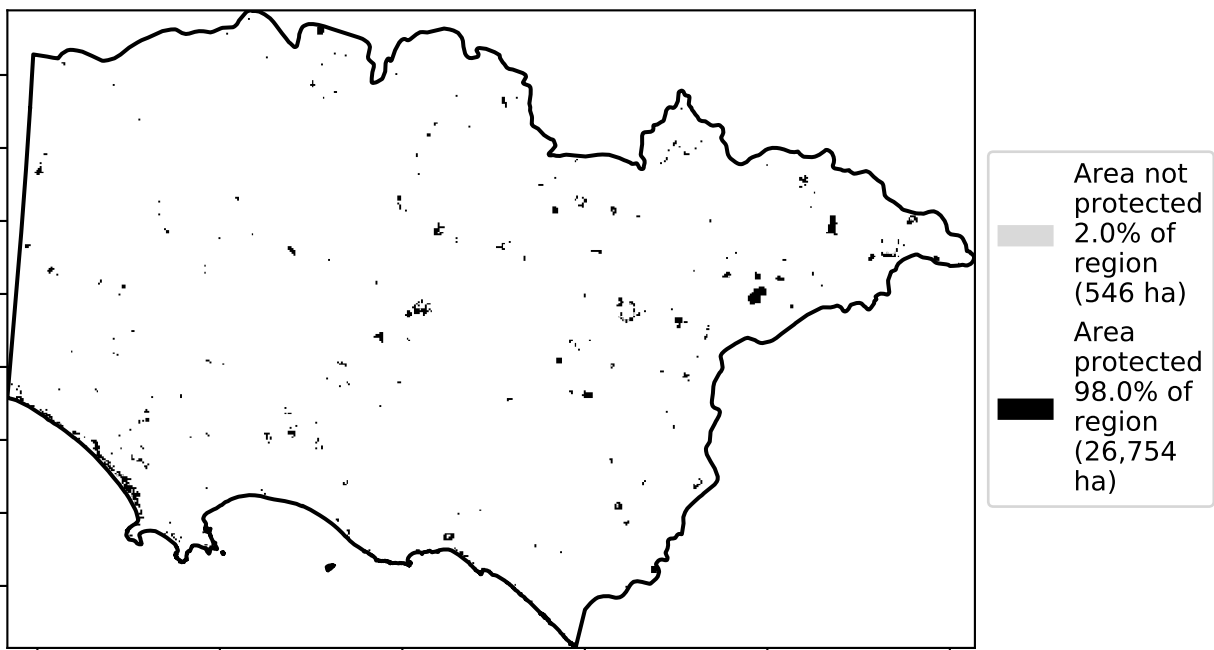 Area not
protected
2.0% of
region
(546 ha)
Area
protected
98.0% of
region
(26,754
ha)